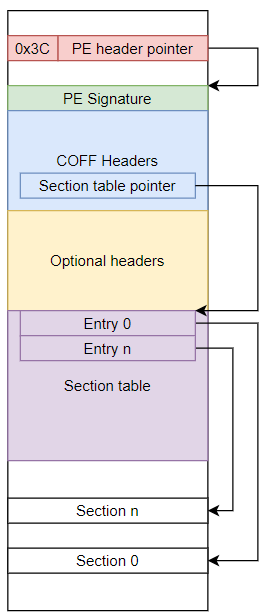 0x3C PE header pointer
PE Signature
COFF Headers
Section table pointer
Optional headers
Entry 0
Entry n
Section table
Section n
Section 0